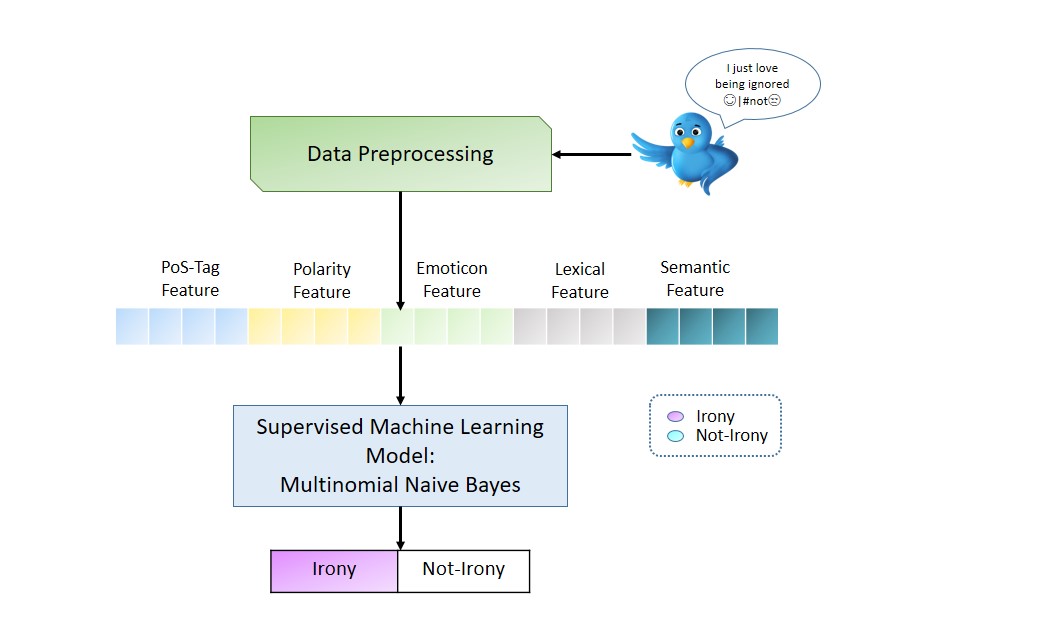 I just love
being ignored
☺|#not😒
Data Preprocessing
PoS-Tag
Feature
Polarity
Feature
Emoticon
Feature
Lexical
Feature
Semantic
Feature
Supervised Machine Learning
Model:
Multinomial Naive Bayes
Irony
Not-Irony
Irony
Not-Irony